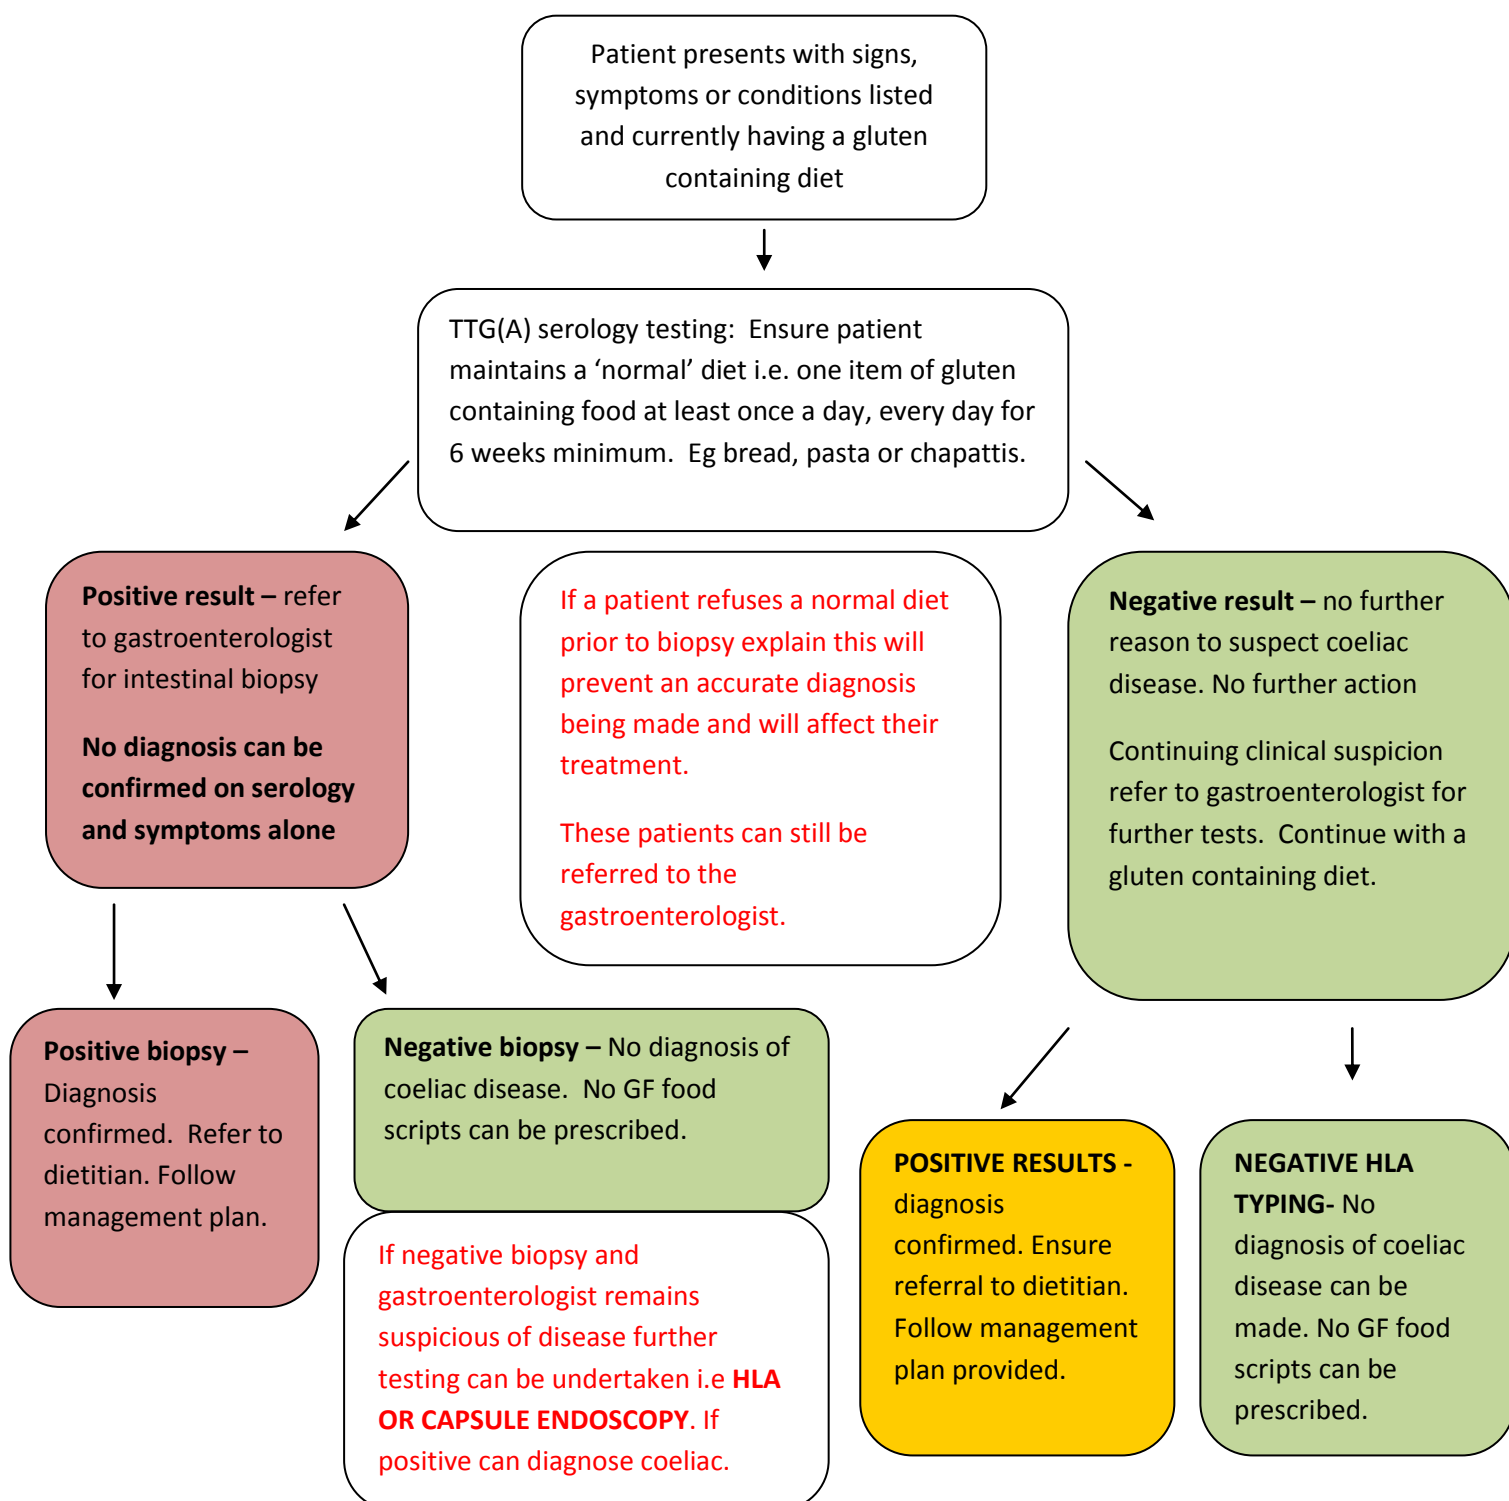 Patient presents with signs,
symptoms or conditions listed
and currently having a gluten
containing diet
TTG(A) serology testing:  Ensure patient
maintains a ‘normal’ diet i.e. one item of gluten
containing food at least once a day, every day for
6 weeks minimum.  Eg bread, pasta or chapattis.
Positive result – refer
to gastroenterologist
for intestinal biopsy
No diagnosis can be
confirmed on serology
and symptoms alone
If a patient refuses a normal diet
prior to biopsy explain this will
prevent an accurate diagnosis
being made and will affect their
treatment.
These patients can still be
referred to the
gastroenterologist.
Negative result – no further
reason to suspect coeliac
disease. No further action
Continuing clinical suspicion
refer to gastroenterologist for
further tests.  Continue with a
gluten containing diet.
Positive biopsy –
Diagnosis
confirmed.  Refer to
dietitian. Follow
management plan.
Negative biopsy – No diagnosis of
coeliac disease.  No GF food
scripts can be prescribed.
If negative biopsy and
gastroenterologist remains
suspicious of disease further
testing can be undertaken i.e HLA
OR CAPSULE ENDOSCOPY. If
positive can diagnose coeliac.
POSITIVE RESULTS -
diagnosis
confirmed. Ensure
referral to dietitian.
Follow management
plan provided.
NEGATIVE HLA
TYPING- No
diagnosis of coeliac
disease can be
made. No GF food
scripts can be
prescribed.